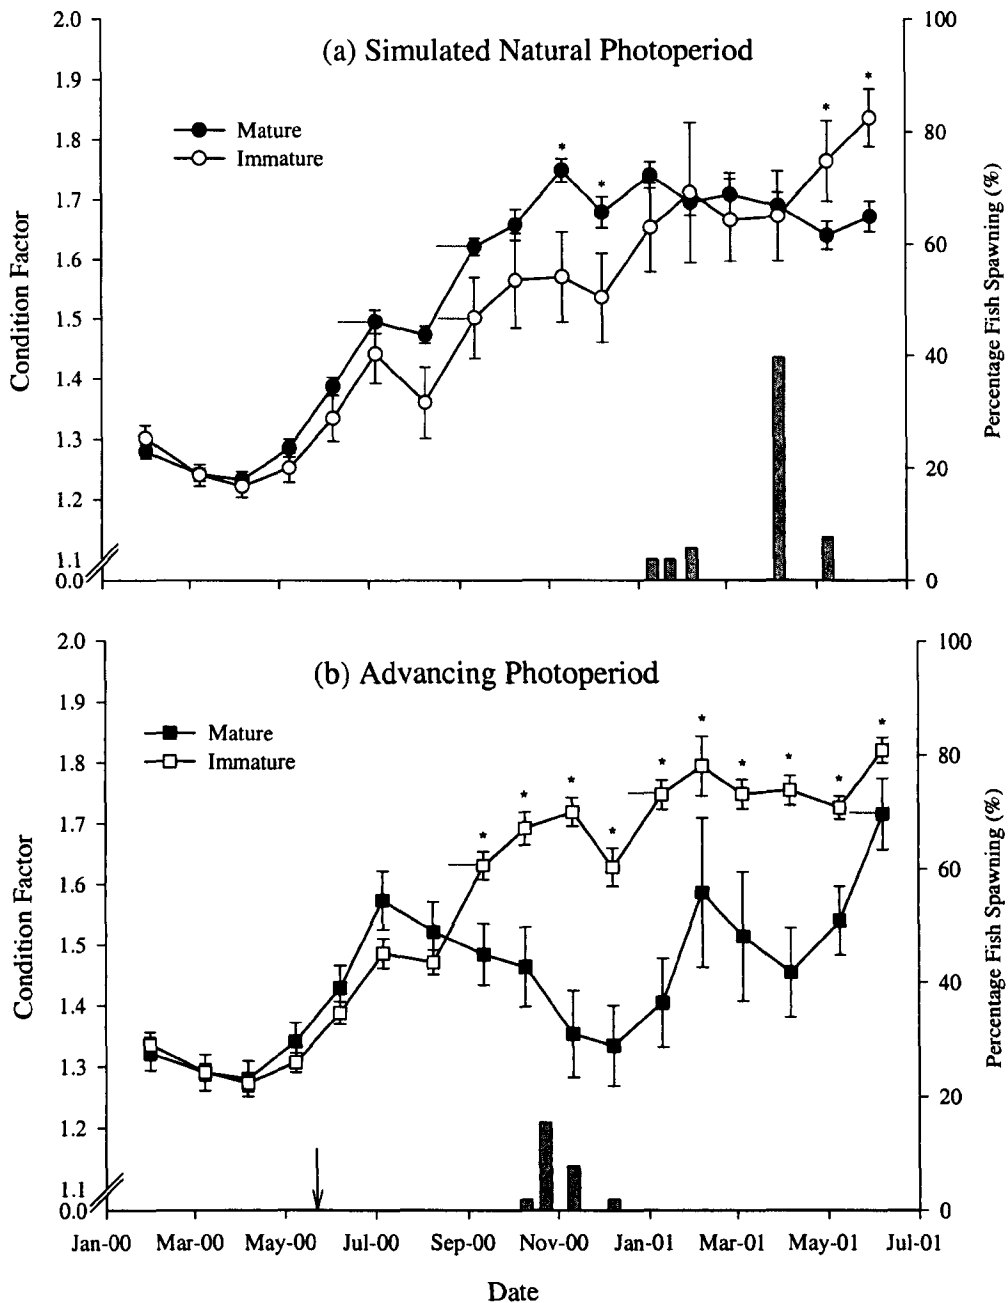 (a) Simulated Natural Photoperiod
Mature
Immature
Condition Factor
2.0
1.9
1.8
1.7
1.6
1.5
1.4
1.3
1.2
1.1
0.0
100
80
60
40
20
0
Percentage Fish Spawning (%)
* * * *
(b) Advancing Photoperiod
Mature
Immature
Condition Factor
2.0
1.9
1.8
1.7
1.6
1.5
1.4
1.3
1.2
1.1
0.0
100
80
60
40
20
0
Percentage Fish Spawning (%)
* * * * * * * * * *
Jan-00 Mar-00 May-00 Jul-00 Sep-00 Nov-00 Jan-01 Mar-01 May-01 Jul-01
Date